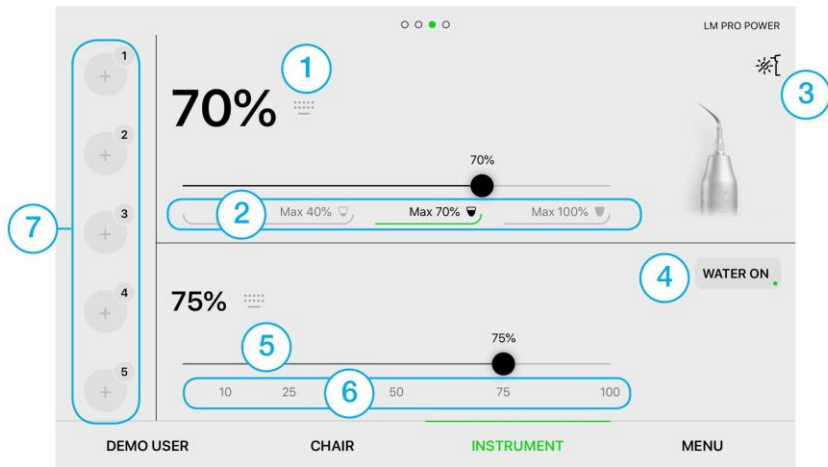 LM PRO POWER
1
1
70%
3
2
70%
3
2
Max 40%
Max 70%
Max 100%
7
4
WATER ON
4
75%
75%
5
5
10
25
6
50
75
100
DEMO USER
CHAIR
INSTRUMENT
MENU